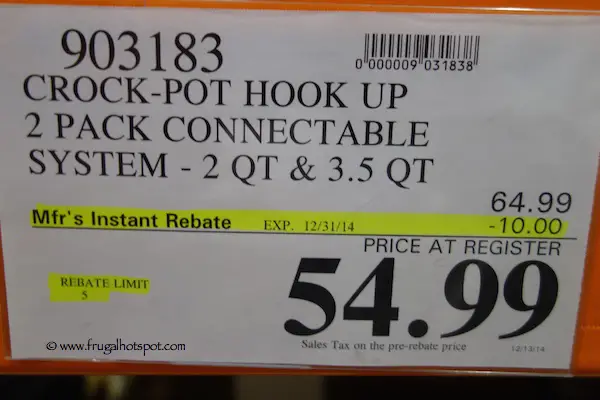 903183
0 000009 031838
CROCK-POT HOOK UP
2 PACK CONNECTABLE
SYSTEM - 2 QT & 3.5 QT
64.99
Mfr's Instant Rebate EXP. 12/31/14 -10.00
PRICE AT REGISTER
REBATE LIMIT
5
54.99
Sales Tax on the pre-rebate price 12/13/14
© www.frugalhotspot.com